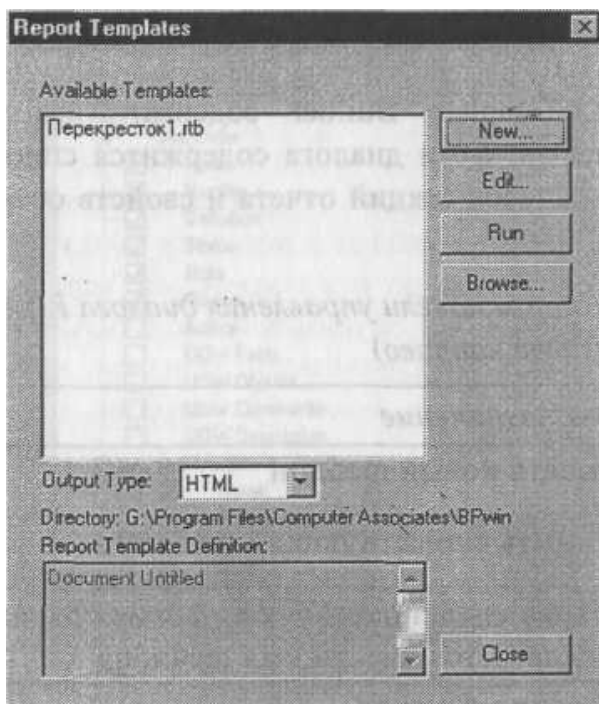 Report Templates
Available Templates:
Перекресток1.rtb
New...
Edit...
Run
Browse...
Output Type: HTML
Directory: G:\Program Files\Computer Associates\BPwin
Report Template Definition:
Document Untitled
Close